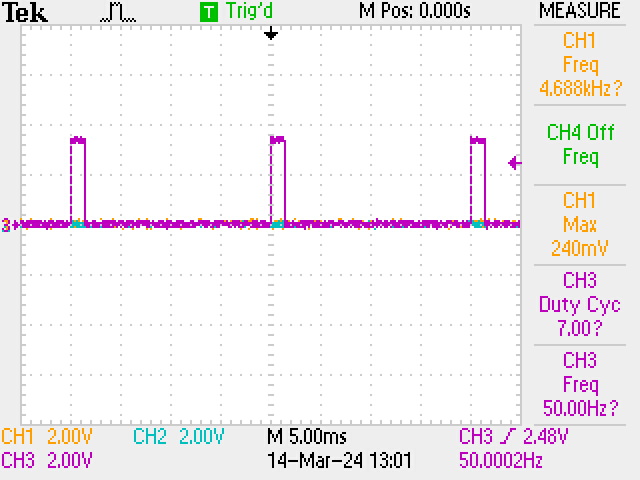 Tek Trig'd M Pos: 0.000s MEASURE
CH1
Freq
4.688kHz?
CH4 Off
Freq
CH1
Max
240mV
3
CH3
Duty Cyc
7.00?
CH3
Freq
50.00Hz?
CH1 2.00V CH2 2.00V M 5.00ms CH3 2.48V
CH3 2.00V 14-Mar-24 13:01 50.0002Hz